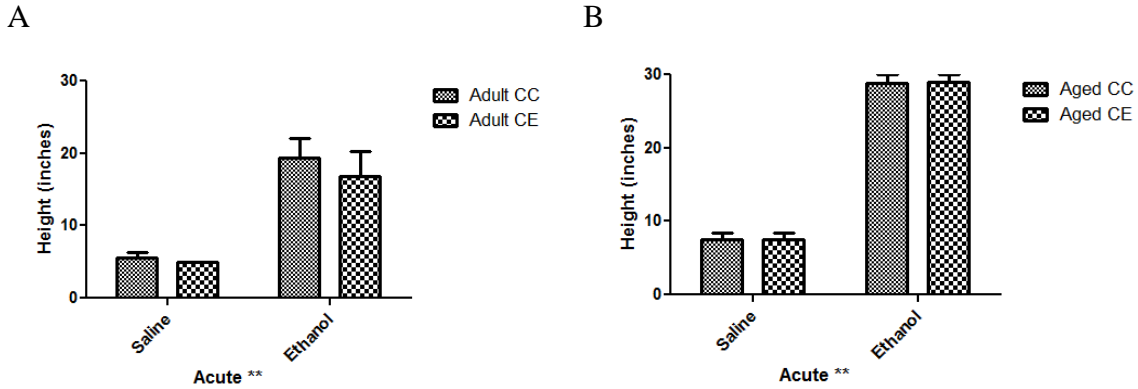 A
Height (inches)
30
20
10
0
Saline
Ethanol
Acute **
Adult CC
Adult CE
B
Height (inches)
30
20
10
0
Saline
Ethanol
Acute **
Aged CC
Aged CE